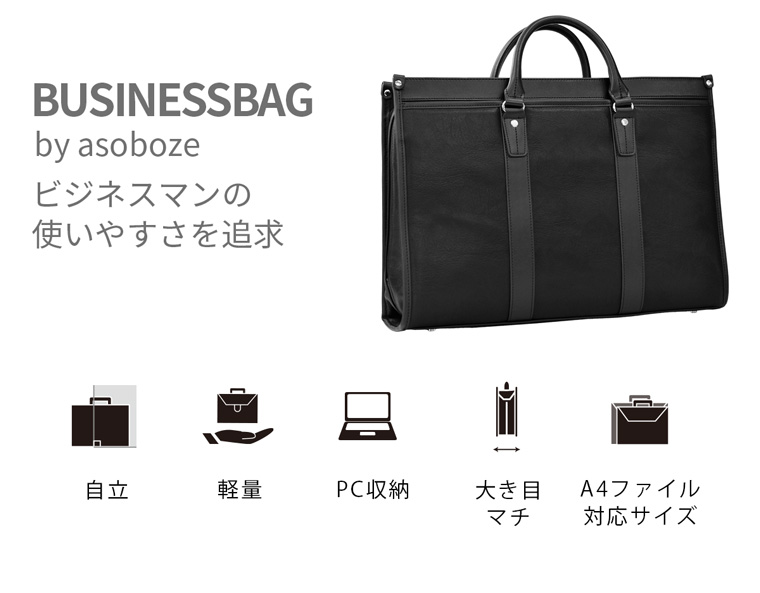 BUSINESSBAG
by asoboze
ビジネスマンの
使いやすさを追求
自立
軽量
PC収納
大き目
マチ
A4ファイル
対応サイズ